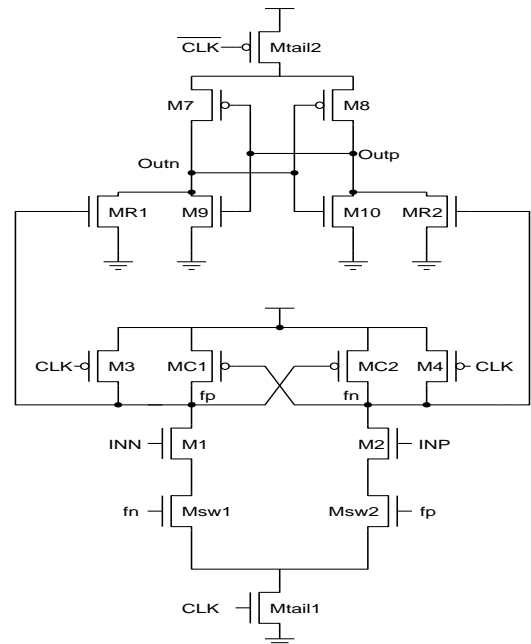 CLK Mtail2
M7 M8
Outn Outp
MR1 M9 M10 MR2
CLK M3 MC1 MC2 M4 CLK
fp fn
INN M1 M2 INP
fn Msw1 Msw2 fp
CLK Mtail1